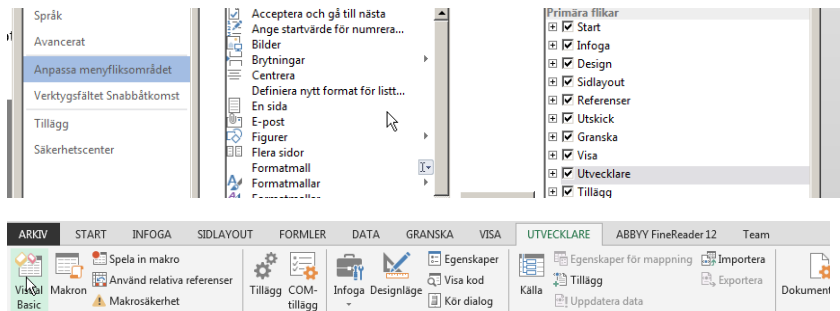 Språk
Avancerat
Anpassa menyfliksområdet
Verktygsfältet Snabbåtkomst
Tillägg
Säkerhetscenter
Acceptera och gå till nästa
Ange startvärde för numrera...
Bilder
Brytningar
Centrera
Definiera nytt format för listt...
En sida
E-post
Figurer
Flera sidor
Formatmall
Formatmallar
Primära flikar
Start
Infoga
Design
Sidlayout
Referenser
Utskick
Granska
Visa
Utvecklare
Tillägg
ARKIV START INFOGA SIDLAYOUT FORMLER DATA GRANSKA VISA UTVECKLARE ABBYY FineReader 12 Team
Spela in makro Egenskaper Egenskaper för mappning Importera
Använd relativa referenser Visa kod Tillägg Exportera
Visual Makron Tillägg COM- Infoga Designläge Källa Dokument
Basic Makrosäkerhet tillägg Kör dialog Uppdatera data